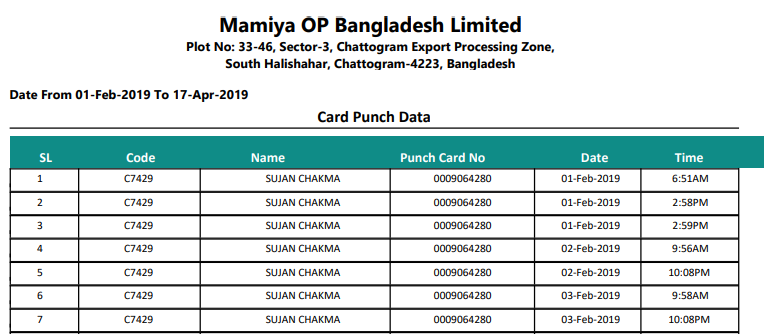 Mamiya OP Bangladesh Limited
Plot No: 33-46, Sector-3, Chattogram Export Processing Zone,
South Halishahar, Chattogram-4223, Bangladesh
Date From 01-Feb-2019 To 17-Apr-2019
Card Punch Data
SL Code Name Punch Card No Date Time
1 C7429 SUJAN CHAKMA 0009064280 01-Feb-2019 6:51AM
2 C7429 SUJAN CHAKMA 0009064280 01-Feb-2019 2:58PM
3 C7429 SUJAN CHAKMA 0009064280 01-Feb-2019 2:59PM
4 C7429 SUJAN CHAKMA 0009064280 02-Feb-2019 9:56AM
5 C7429 SUJAN CHAKMA 0009064280 02-Feb-2019 10:08PM
6 C7429 SUJAN CHAKMA 0009064280 03-Feb-2019 9:58AM
7 C7429 SUJAN CHAKMA 0009064280 03-Feb-2019 10:08PM